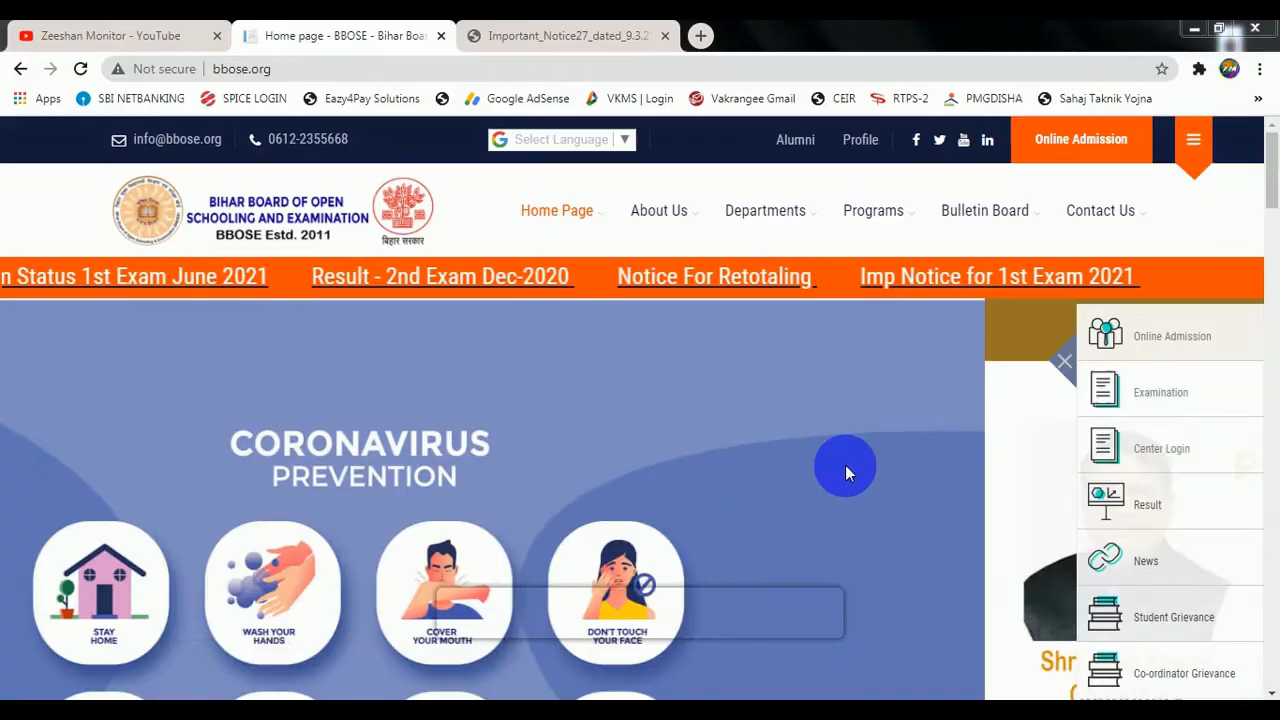 Zeeshan Monitor - YouTube
Home page - BBOSE - Bihar Boar
Important_Notice27_dated_9.3.2
Not secure
bbose.org
Apps
SBI NETBANKING
SPICE LOGIN
Eazy4Pay Solutions
Google AdSense
VKMS | Login
Vakrangee Gmail
CEIR
RTPS-2
PMGDISHA
Sahaj Taknik Yojna
info@bbose.org
0612-2355668
Select Language
Alumni
Profile
Online Admission
BIHAR BOARD OF OPEN
SCHOOLING AND EXAMINATION
BBOSE Estd. 2011
बिहार सरकार
Home Page
About Us
Departments
Programs
Bulletin Board
Contact Us
n Status 1st Exam June 2021
Result - 2nd Exam Dec-2020
Notice For Retotaling
Imp Notice for 1st Exam 2021
CORONAVIRUS
PREVENTION
STAY
HOME
WASH YOUR
HANDS
COVER
YOUR MOUTH
DON'T TOUCH
YOUR FACE
Online Admission
Examination
Center Login
Result
News
Student Grievance
Co-ordinator Grievance
Shr